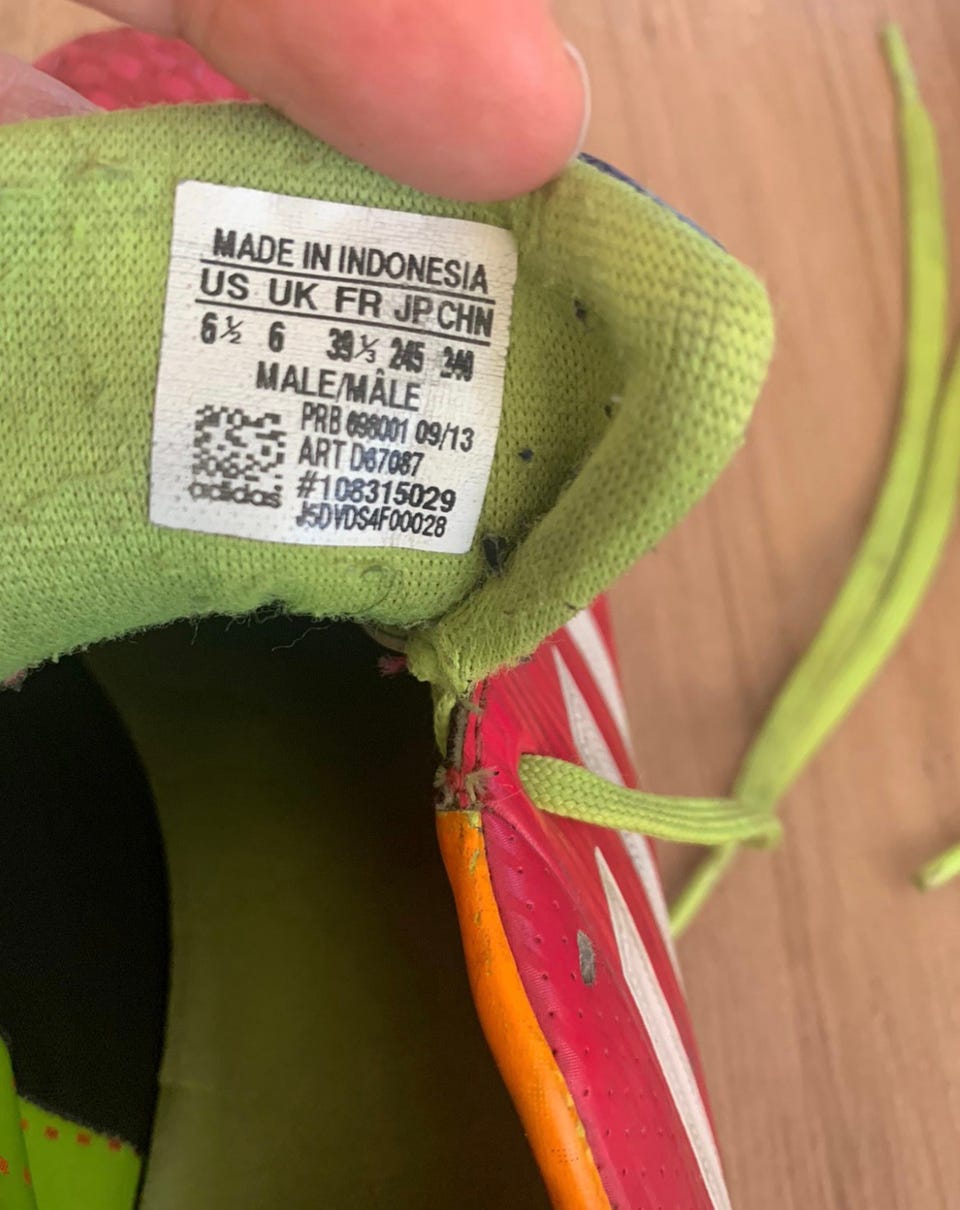 MADE IN INDONESIA
US UK FR JP CHN
6½ 6 39⅓ 245 240
MALE/MÂLE
PRB 698001 09/13
ART D67087
#108315029
adidas J5DVDS4F00028